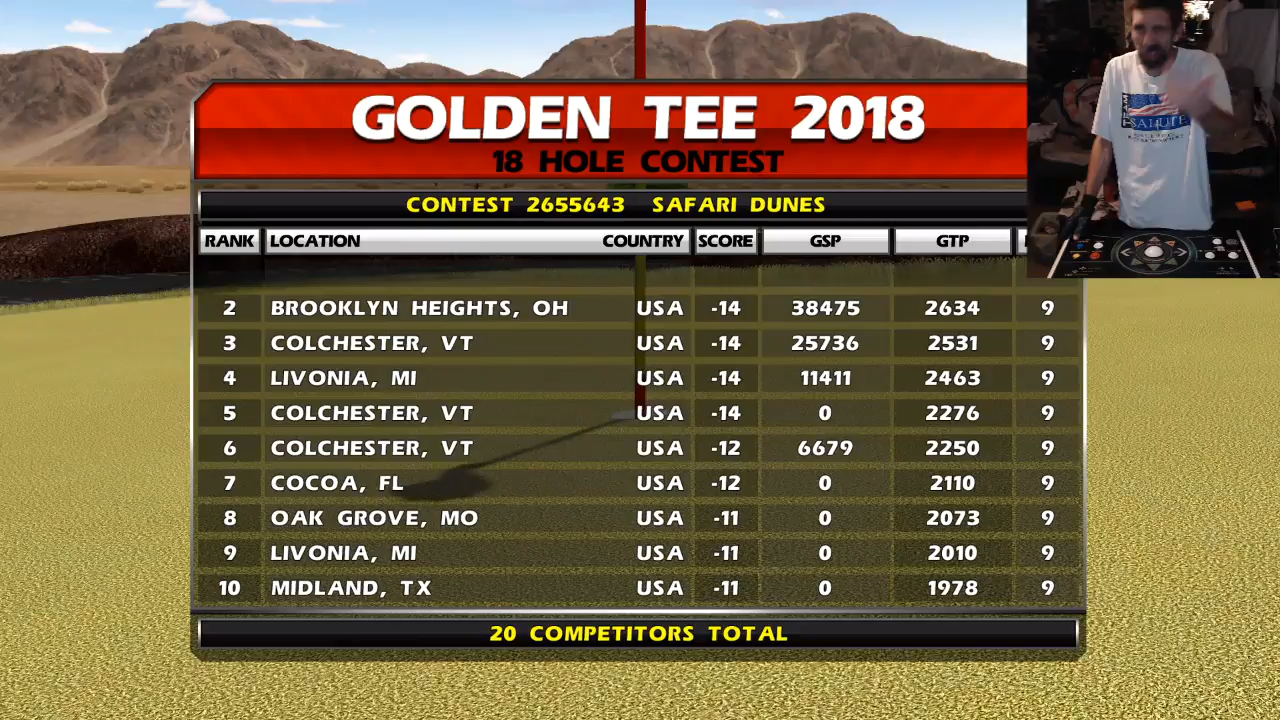 GOLDEN TEE 2018
18 HOLE CONTEST
CONTEST 2655643 SAFARI DUNES
RANK LOCATION COUNTRY SCORE GSP GTP
2 BROOKLYN HEIGHTS, OH USA -14 38475 2634 9
3 COLCHESTER, VT USA -14 25736 2531 9
4 LIVONIA, MI USA -14 11411 2463 9
5 COLCHESTER, VT USA -14 0 2276 9
6 COLCHESTER, VT USA -12 6679 2250 9
7 COCOA, FL USA -12 0 2110 9
8 OAK GROVE, MO USA -11 0 2073 9
9 LIVONIA, MI USA -11 0 2010 9
10 MIDLAND, TX USA -11 0 1978 9
20 COMPETITORS TOTAL
TEAM
SALUTE